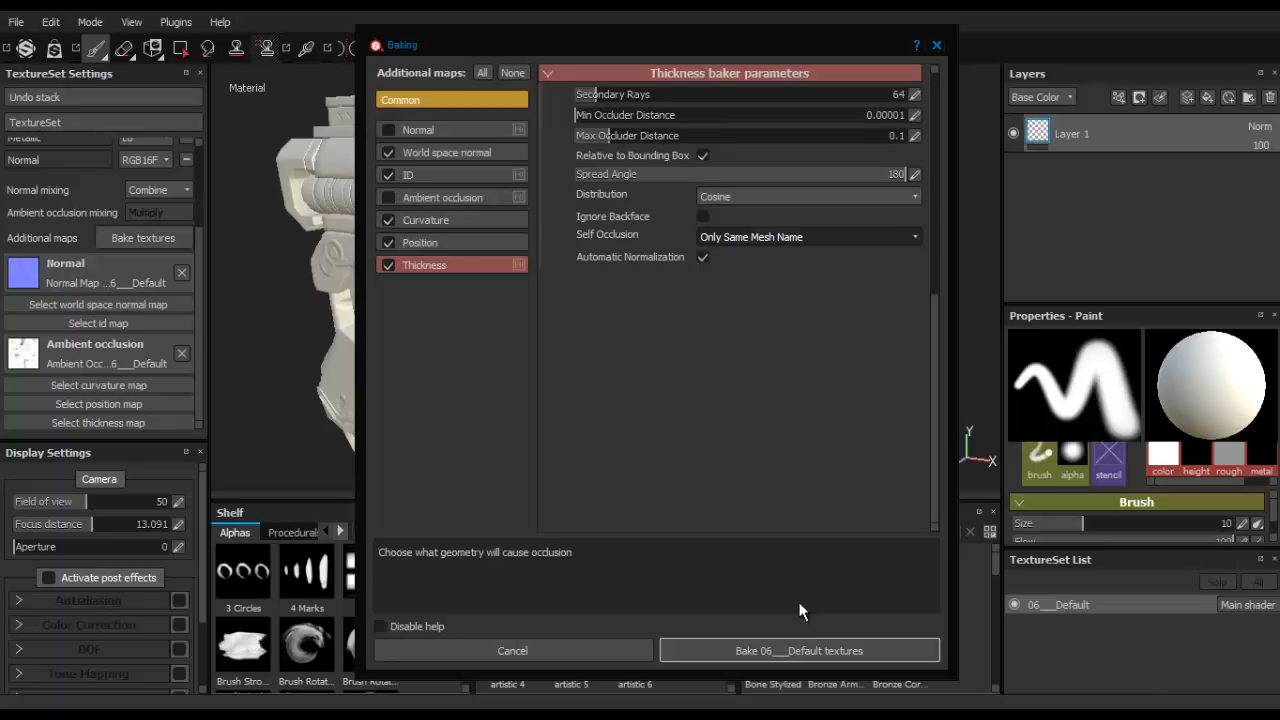 File Edit Mode View Plugins Help
TextureSet Settings
Undo stack
TextureSet
Normal RGB16F
Normal mixing Combine
Ambient occlusion mixing Multiply
Additional maps Bake textures
Normal
Normal Map ...6___Default
Select world space normal map
Select id map
Ambient occlusion
Ambient Occ...6___Default
Select curvature map
Select position map
Select thickness map
Display Settings
Camera
Field of view 50
Focus distance 13.091
Aperture 0
Activate post effects
Antialiasing
Color Correction
DOF
Tone Mapping
Material
Shelf
Alphas Procedurals
3 Circles 4 Marks
Brush Stro... Brush Rotat...
artistic 4 artistic 5 artistic 6 Bone Stylized Bronze Arm... Bronze Cor...
Baking
Additional maps: All None
Common
Normal
World space normal
ID
Ambient occlusion
Curvature
Position
Thickness
Thickness baker parameters
Secondary Rays 64
Min Occluder Distance 0.00001
Max Occluder Distance 0.1
Relative to Bounding Box
Spread Angle 180
Distribution Cosine
Ignore Backface
Self Occlusion Only Same Mesh Name
Automatic Normalization
Choose what geometry will cause occlusion
Disable help
Cancel Bake 06___Default textures
Y
X
Layers
Base Color
Layer 1 Norm
100
Properties - Paint
brush alpha stencil color height rough metal
Brush
Size 10
TextureSet List
Solo All
06___Default Main shader